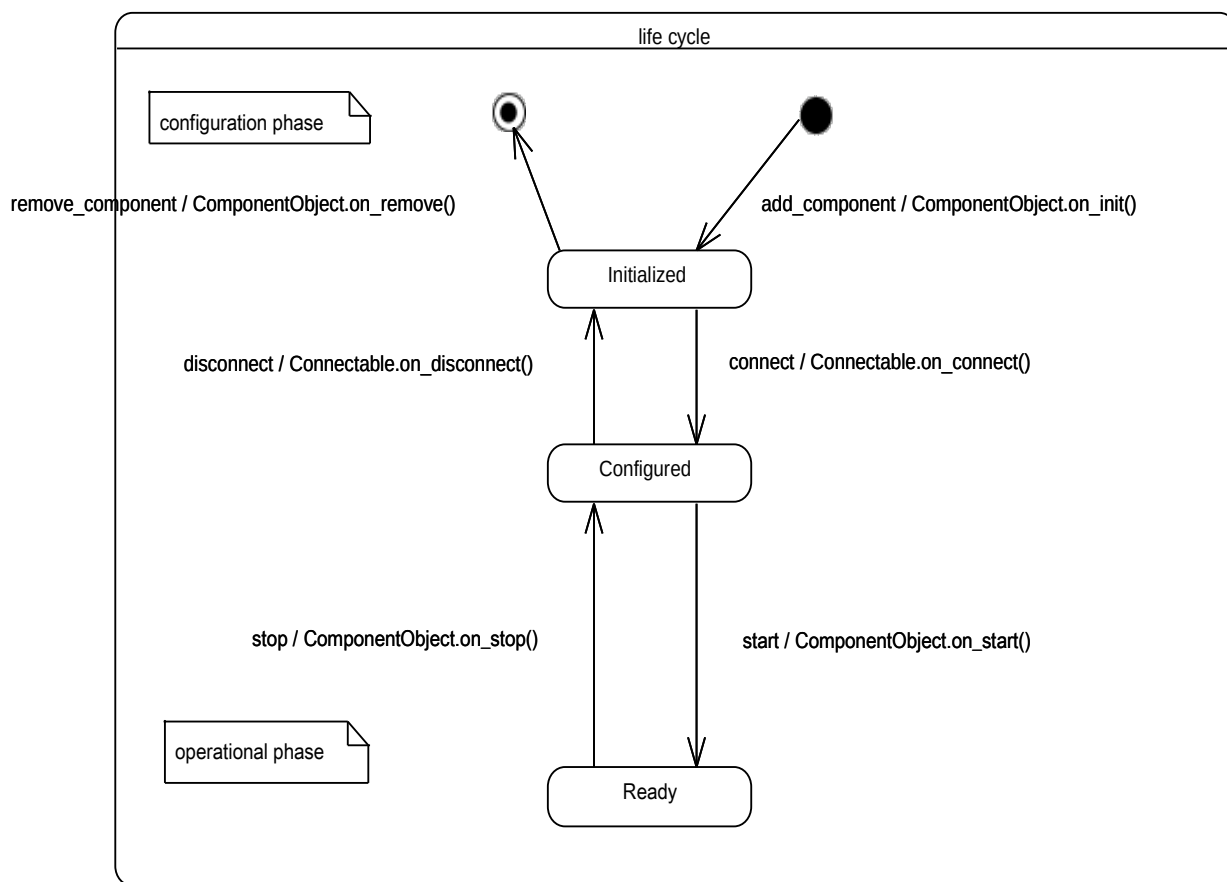 life cycle
configuration phase
remove_component / ComponentObject.on_remove()
add_component / ComponentObject.on_init()
Initialized
disconnect / Connectable.on_disconnect()
connect / Connectable.on_connect()
Configured
stop / ComponentObject.on_stop()
start / ComponentObject.on_start()
operational phase
Ready